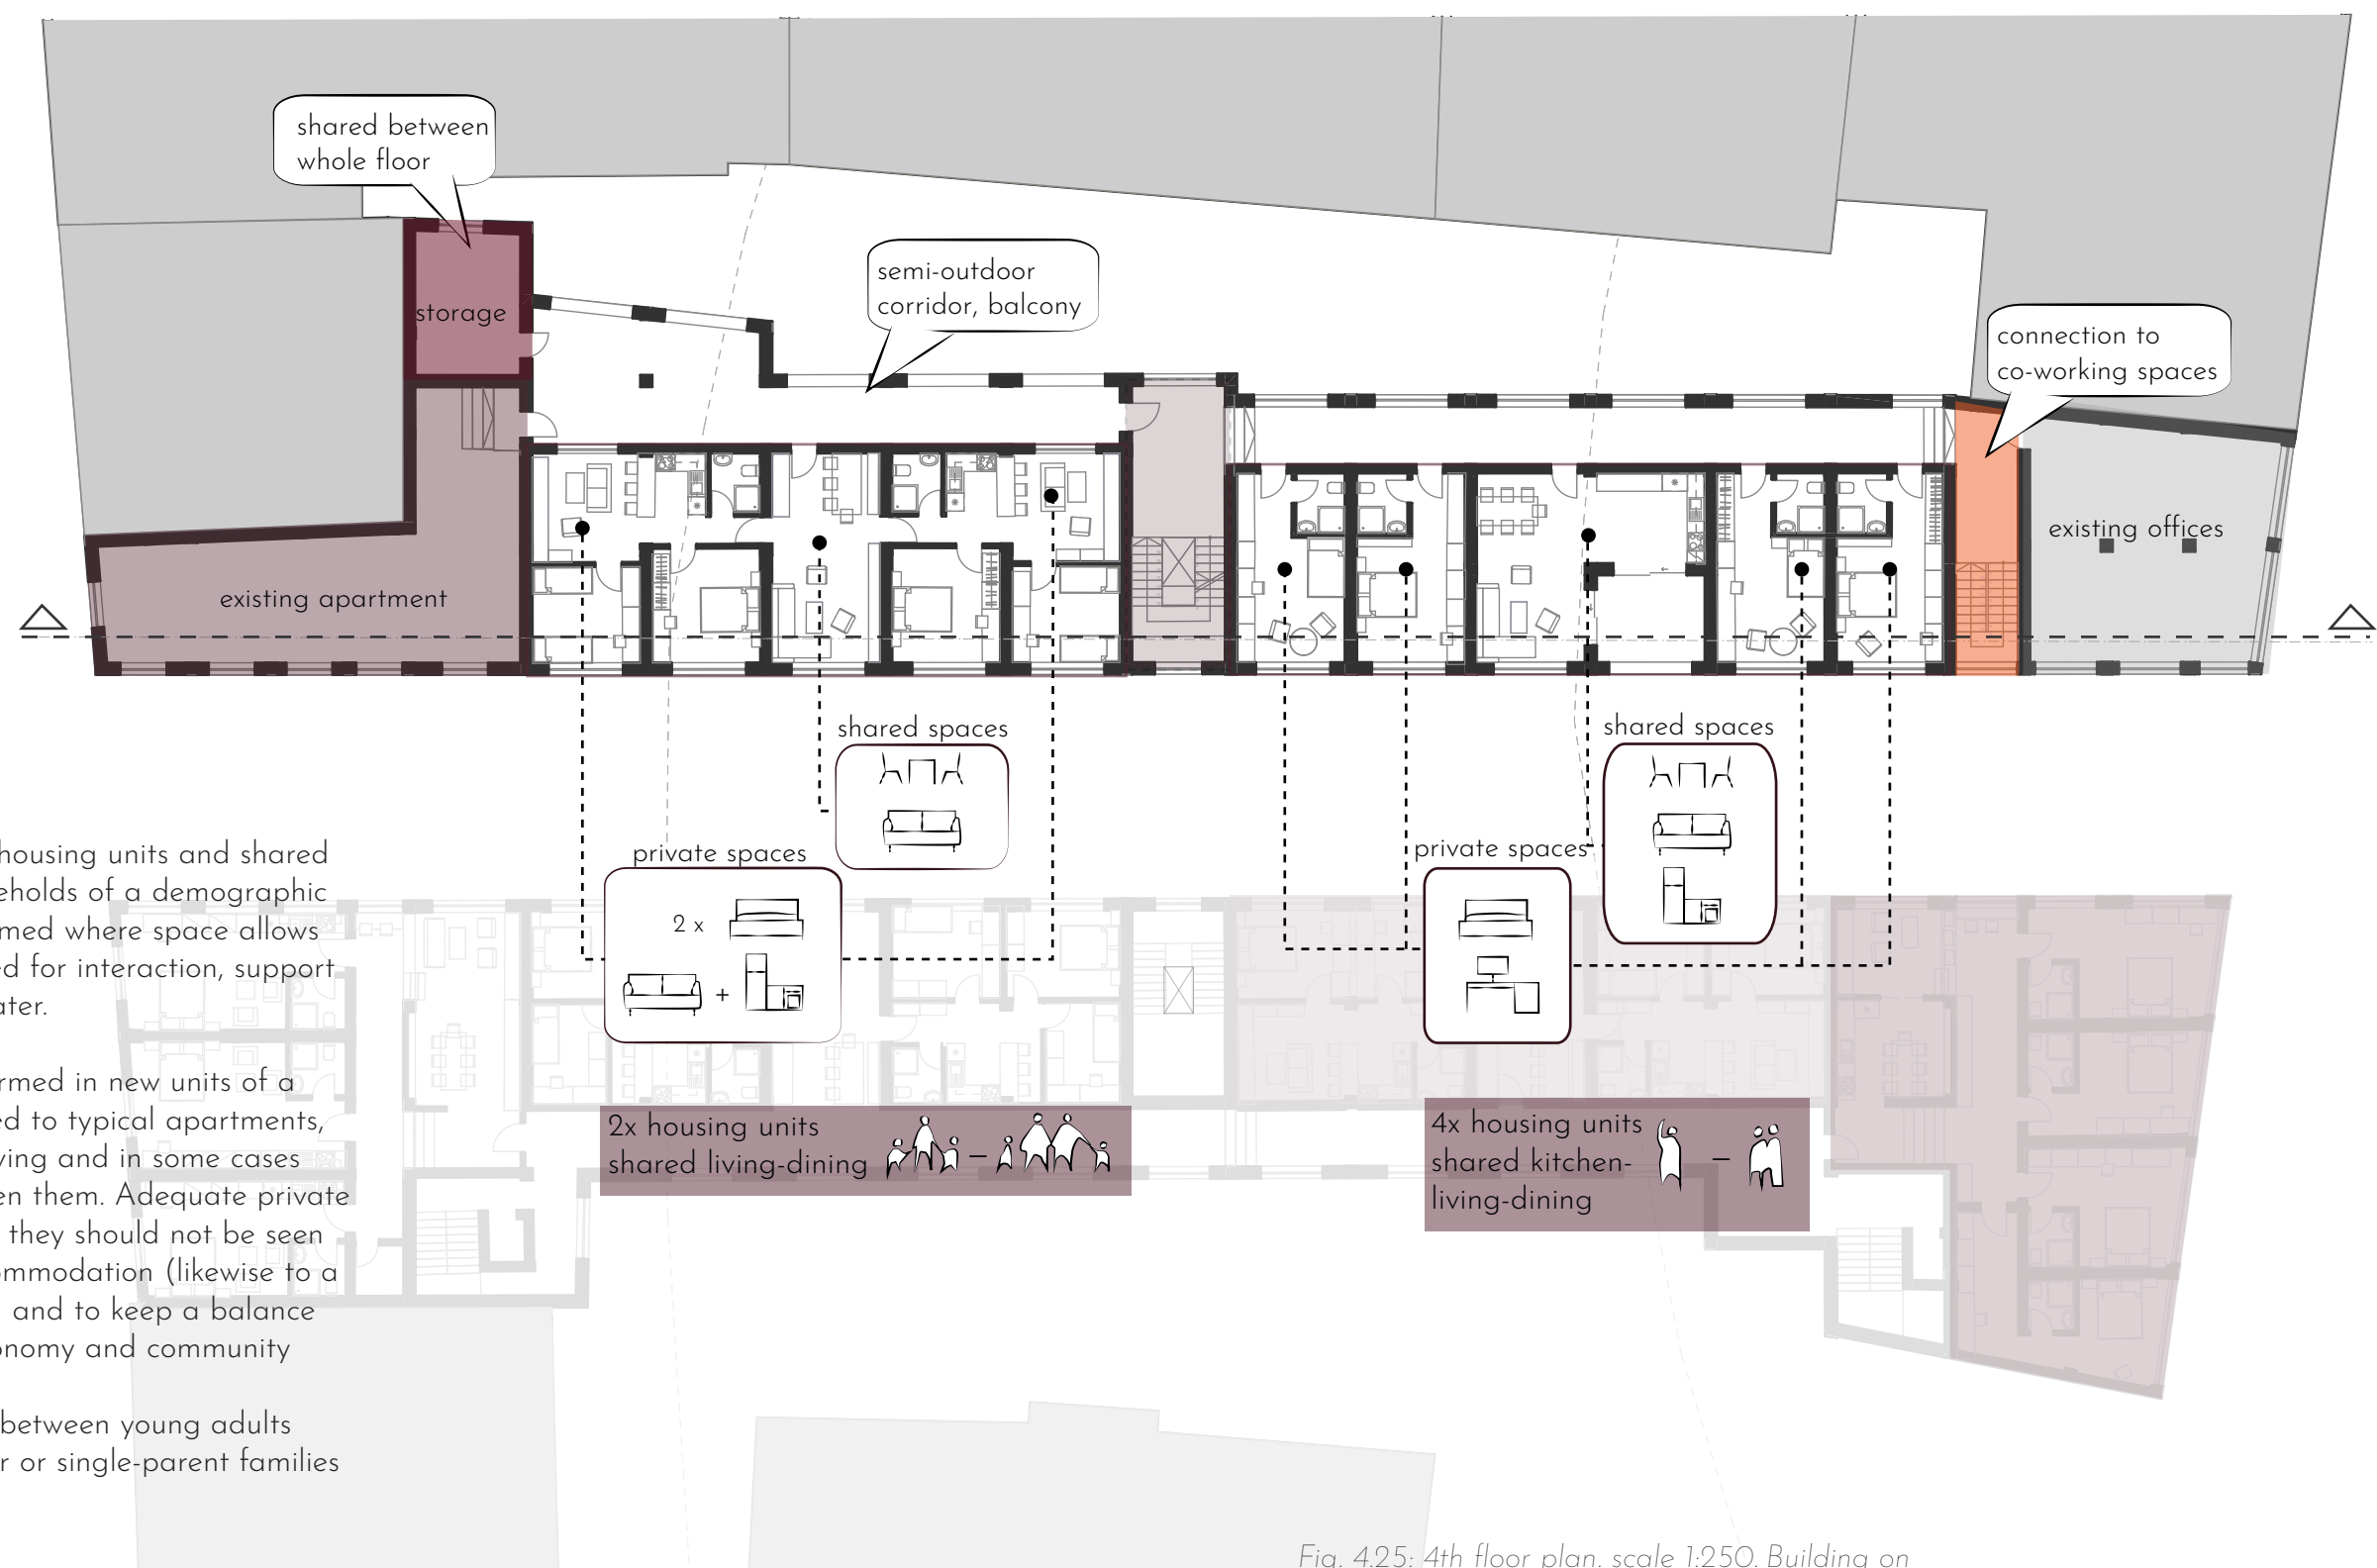 shared between
whole floor
semi-outdoor
corridor, balcony
storage
connection to
co-working spaces
existing offices
existing apartment
shared spaces
shared spaces
private spaces
private spaces
2 x
+
housing units and shared
eholds of a demographic
med where space allows
ed for interaction, support
ater.
rmed in new units of a
ed to typical apartments,
ving and in some cases
en them. Adequate private
they should not be seen
ommodation (likewise to a
and to keep a balance
onomy and community
between young adults
r or single-parent families
2x housing units
shared living-dining
–
4x housing units
shared kitchen-
living-dining
–
Fig. 4.25: 4th floor plan, scale 1:250. Building on